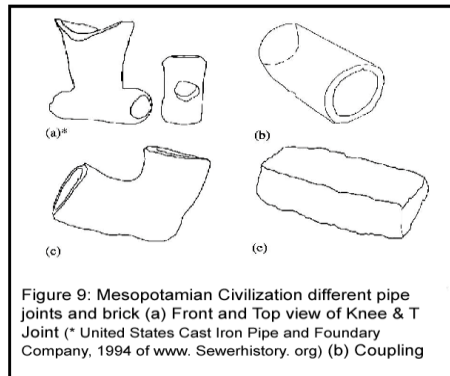 (a)*
(b)
(c)
(c)
Figure 9: Mesopotamian Civilization different pipe
joints and brick (a) Front and Top view of Knee & T
Joint (* United States Cast Iron Pipe and Foundary
Company, 1994 of www. Sewerhistory. org) (b) Coupling